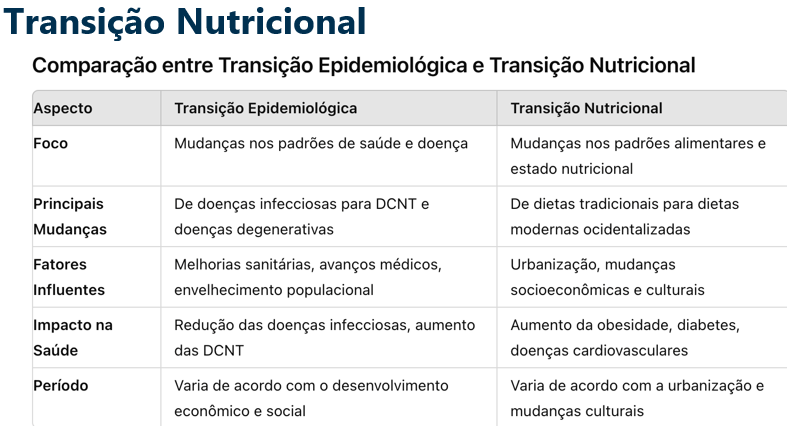 Transição Nutricional
Comparação entre Transição Epidemiológica e Transição Nutricional
Aspecto Transição Epidemiológica Transição Nutricional
Foco Mudanças nos padrões de saúde e doença Mudanças nos padrões alimentares e
estado nutricional
Principais De doenças infecciosas para DCNT e De dietas tradicionais para dietas
Mudanças doenças degenerativas modernas ocidentalizadas
Fatores Melhorias sanitárias, avanços médicos, Urbanização, mudanças
Influentes envelhecimento populacional socioeconômicas e culturais
Impacto na Redução das doenças infecciosas, aumento Aumento da obesidade, diabetes,
Saúde das DCNT doenças cardiovasculares
Período Varia de acordo com o desenvolvimento Varia de acordo com a urbanização e
econômico e social mudanças culturais